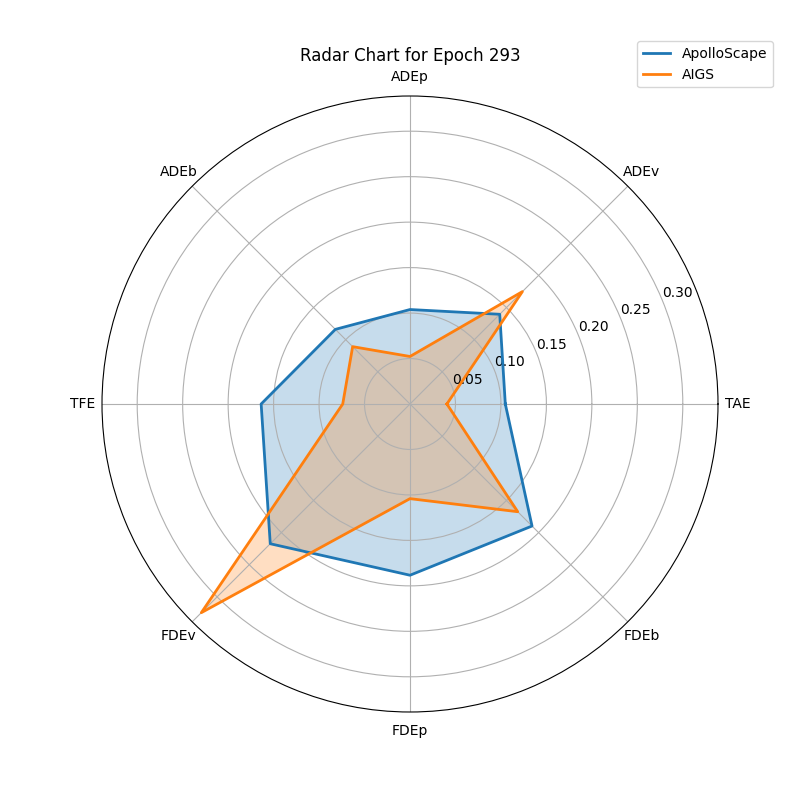 Radar Chart for Epoch 293
ApolloScape
AIGS
ADEp
ADEb
ADEv
0.30
0.25
0.20
0.15
0.10
0.05
TFE
TAE
FDEv
FDEb
FDEp